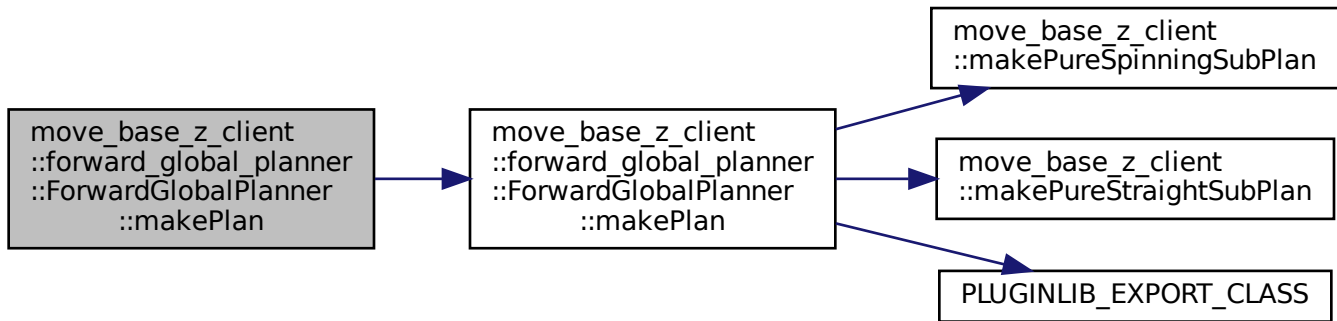 move_base_z_client
::forward_global_planner
::ForwardGlobalPlanner
::makePlan
move_base_z_client
::forward_global_planner
::ForwardGlobalPlanner
::makePlan
move_base_z_client
::makePureSpinningSubPlan
move_base_z_client
::makePureStraightSubPlan
PLUGINLIB_EXPORT_CLASS